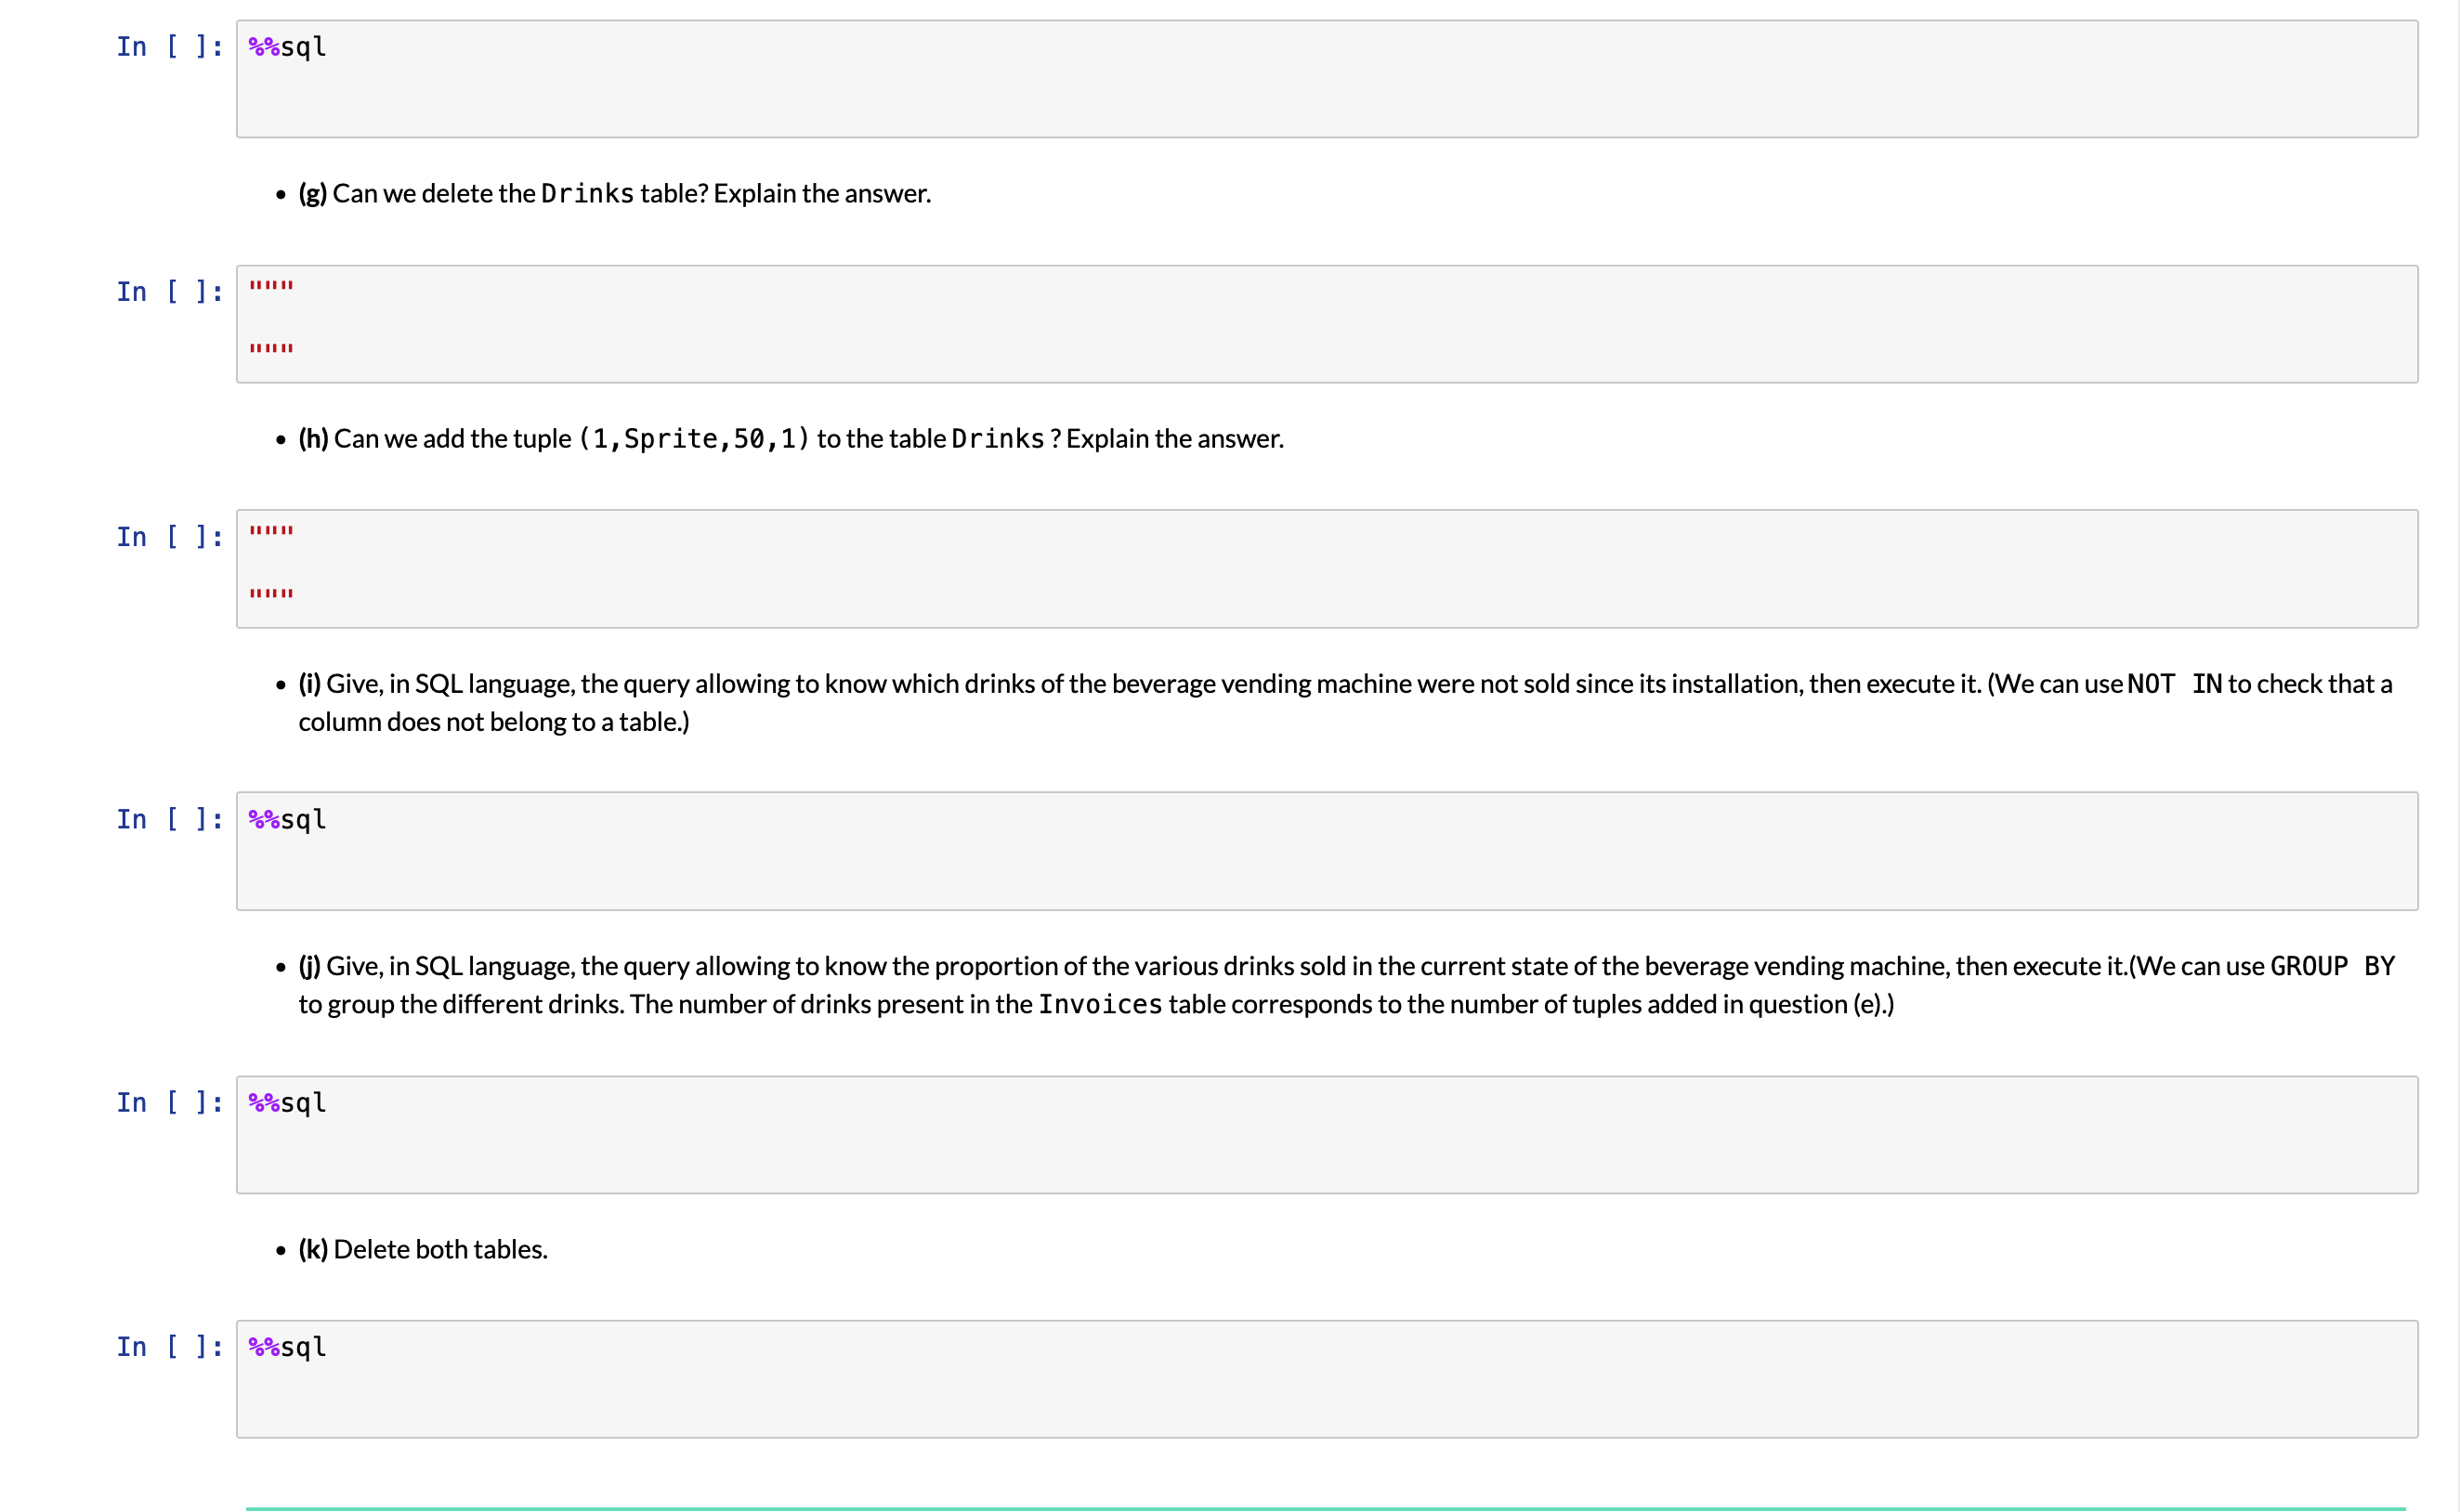 In [ ]: %%sql
• (g) Can we delete the Drinks table? Explain the answer.
In [ ]: """
"""
• (h) Can we add the tuple (1,Sprite,50,1) to the table Drinks ? Explain the answer.
In [ ]: """
"""
• (i) Give, in SQL language, the query allowing to know which drinks of the beverage vending machine were not sold since its installation, then execute it. (We can use NOT IN to check that a
column does not belong to a table.)
In [ ]: %%sql
• (j) Give, in SQL language, the query allowing to know the proportion of the various drinks sold in the current state of the beverage vending machine, then execute it.(We can use GROUP BY
to group the different drinks. The number of drinks present in the Invoices table corresponds to the number of tuples added in question (e).)
In [ ]: %%sql
• (k) Delete both tables.
In [ ]: %%sql